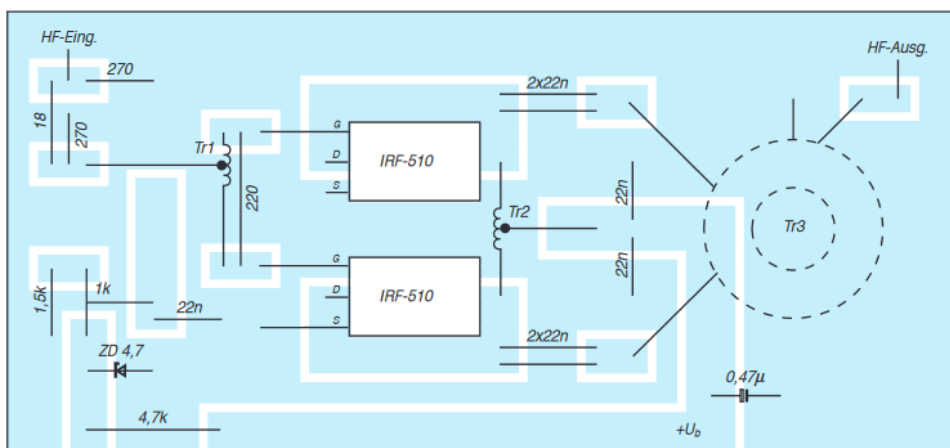 HF-Eing.
HF-Ausg.
270
2x22n
18
270
Tr1
G
D
S
IRF-510
220
22n
Tr2
Tr3
22n
G
D
S
IRF-510
1,5k
1k
22n
2x22n
ZD 4,7
0,47µ
4,7k
+Ub